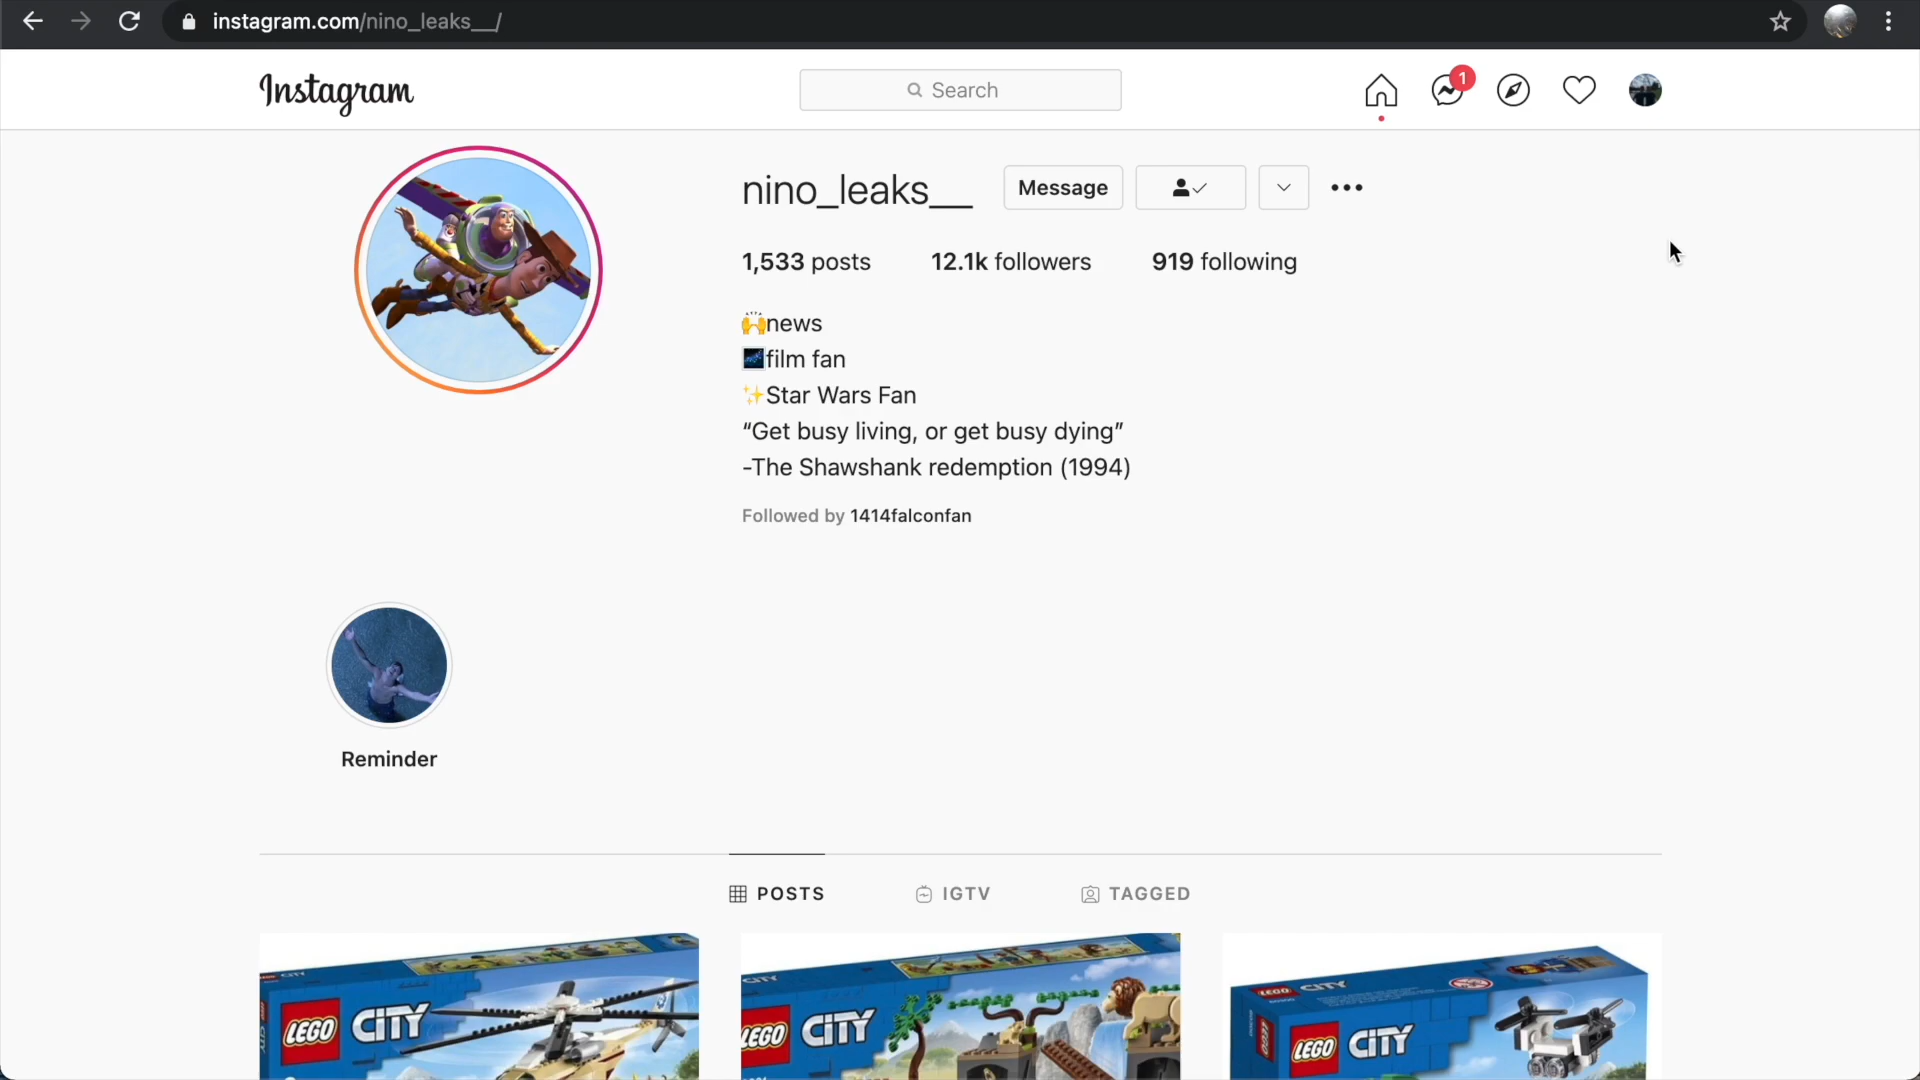 instagram.com/nino_leaks__/
Instagram
Search
1
nino_leaks__
Message
1,533 posts
12.1k followers
919 following
🙌news
🌌film fan
✨Star Wars Fan
“Get busy living, or get busy dying”
-The Shawshank redemption (1994)
Followed by 1414falconfan
Reminder
POSTS
IGTV
TAGGED
LEGO CITY
LEGO CITY
LEGO CITY